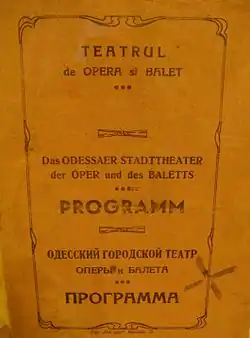 TEATRUL
de OPERA si BALET
Das ODESSAER STADTTHEATER
der OPER und des BALETTS
PROGRAMM
ОДЕССКИЙ ГОРОДСКОЙ ТЕАТР
ОПЕРЫ и БАЛЕТА
ПРОГРАММА